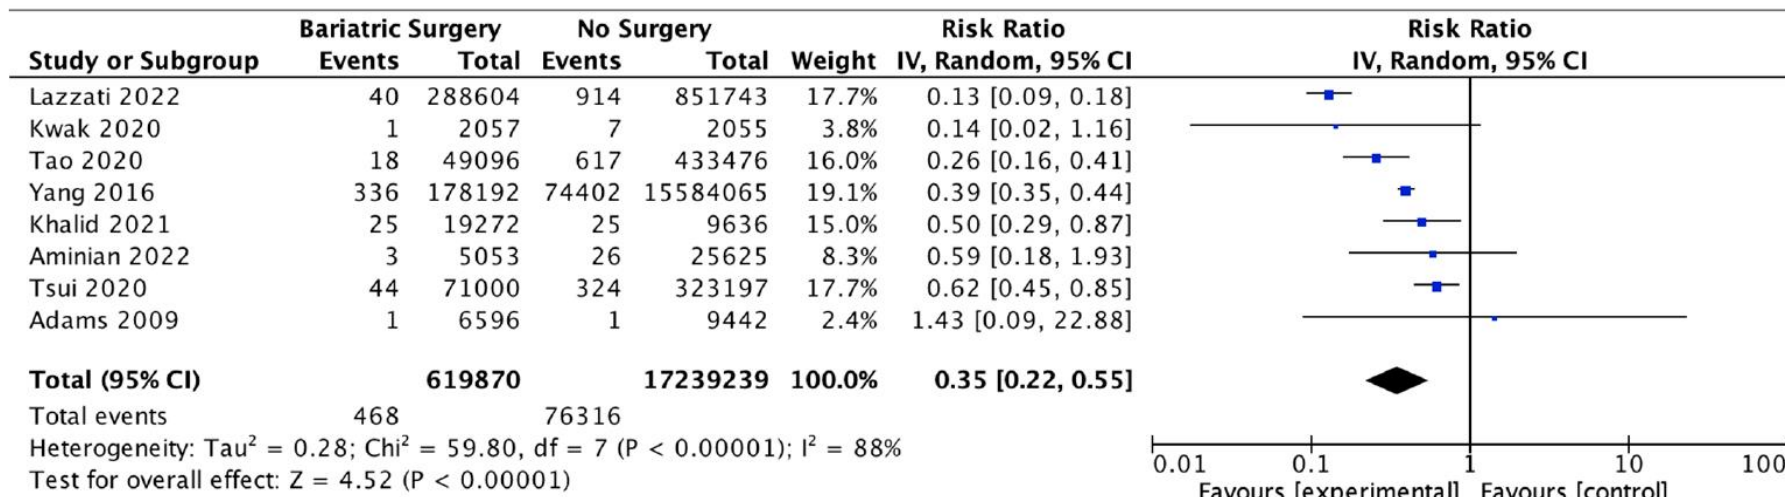 Bariatric Surgery No Surgery Risk Ratio Risk Ratio
Study or Subgroup Events Total Events Total Weight IV, Random, 95% CI IV, Random, 95% CI
Lazzati 2022 40 288604 914 851743 17.7% 0.13 [0.09, 0.18]
Kwak 2020 1 2057 7 2055 3.8% 0.14 [0.02, 1.16]
Tao 2020 18 49096 617 433476 16.0% 0.26 [0.16, 0.41]
Yang 2016 336 178192 74402 15584065 19.1% 0.39 [0.35, 0.44]
Khalid 2021 25 19272 25 9636 15.0% 0.50 [0.29, 0.87]
Aminian 2022 3 5053 26 25625 8.3% 0.59 [0.18, 1.93]
Tsui 2020 44 71000 324 323197 17.7% 0.62 [0.45, 0.85]
Adams 2009 1 6596 1 9442 2.4% 1.43 [0.09, 22.88]
Total (95% CI) 619870 17239239 100.0% 0.35 [0.22, 0.55]
Total events 468 76316
Heterogeneity: Tau² = 0.28; Chi² = 59.80, df = 7 (P < 0.00001); I² = 88%
Test for overall effect: Z = 4.52 (P < 0.00001)
0.01 0.1 1 10 100
Favours [experimental] Favours [control]